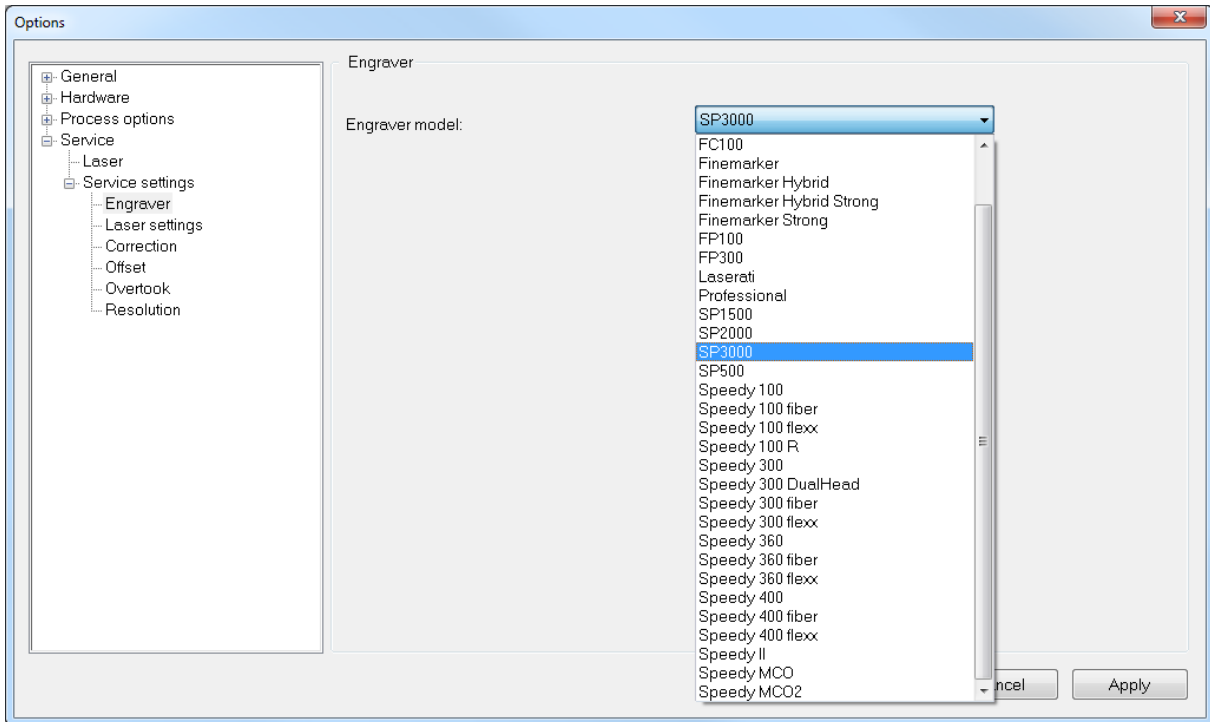 Options
General
Hardware
Process options
Service
Laser
Service settings
Engraver
Laser settings
Correction
Offset
Overtook
Resolution
Engraver
Engraver model:
SP3000
FC100
Finemarker
Finemarker Hybrid
Finemarker Hybrid Strong
Finemarker Strong
FP100
FP300
Laserati
Professional
SP1500
SP2000
SP3000
SP500
Speedy 100
Speedy 100 fiber
Speedy 100 flexx
Speedy 100 R
Speedy 300
Speedy 300 DualHead
Speedy 300 fiber
Speedy 300 flexx
Speedy 360
Speedy 360 fiber
Speedy 360 flexx
Speedy 400
Speedy 400 fiber
Speedy 400 flexx
Speedy II
Speedy MCO
Speedy MCO2
ncel
Apply